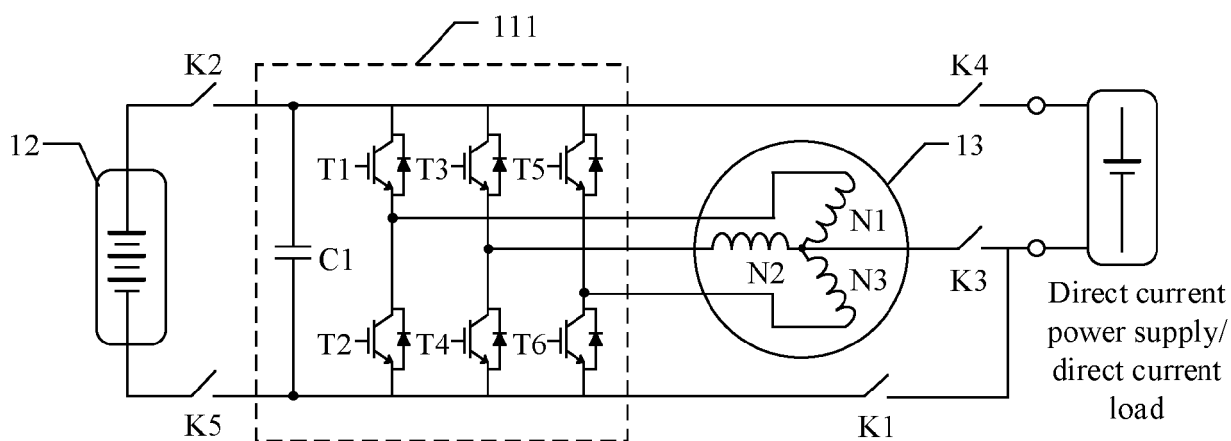 111
K2
K4
12
13
T1
T3
T5
N1
C1
N2
N3
K3
T2
T4
T6
Direct current
power supply/
direct current
load
K5
K1